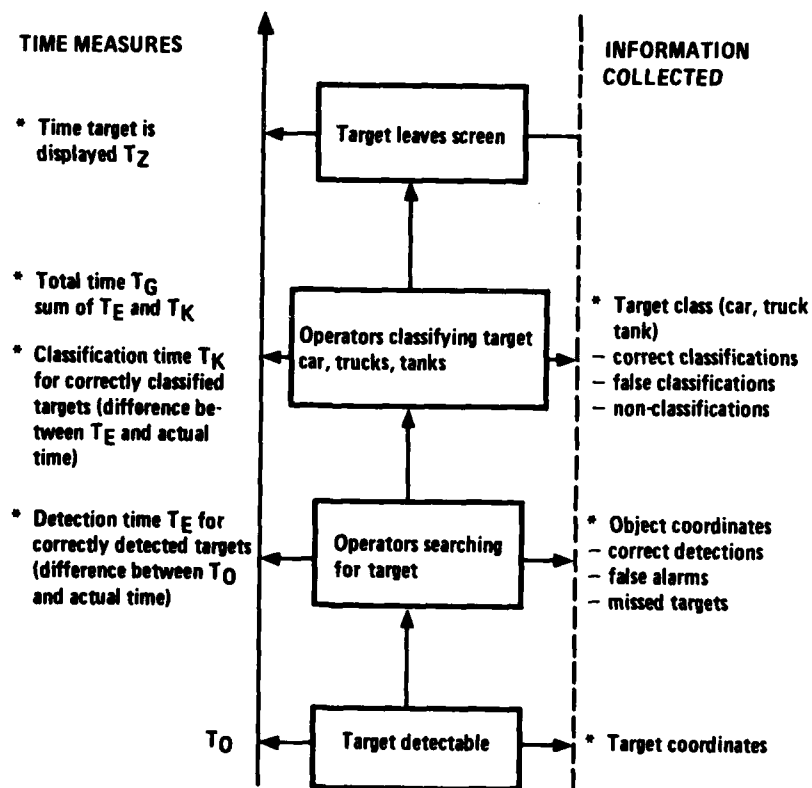 TIME MEASURES
* Time target is
displayed TZ
* Total time TG
sum of TE and TK
* Classification time TK
for correctly classified
targets (difference be-
tween TE and actual
time)
* Detection time TE for
correctly detected targets
(difference between TO
and actual time)
TO
Target leaves screen
Operators classifying target
car, trucks, tanks
Operators searching
for target
Target detectable
INFORMATION
COLLECTED
* Target class (car, truck
tank)
– correct classifications
– false classifications
– non-classifications
* Object coordinates
– correct detections
– false alarms
– missed targets
* Target coordinates